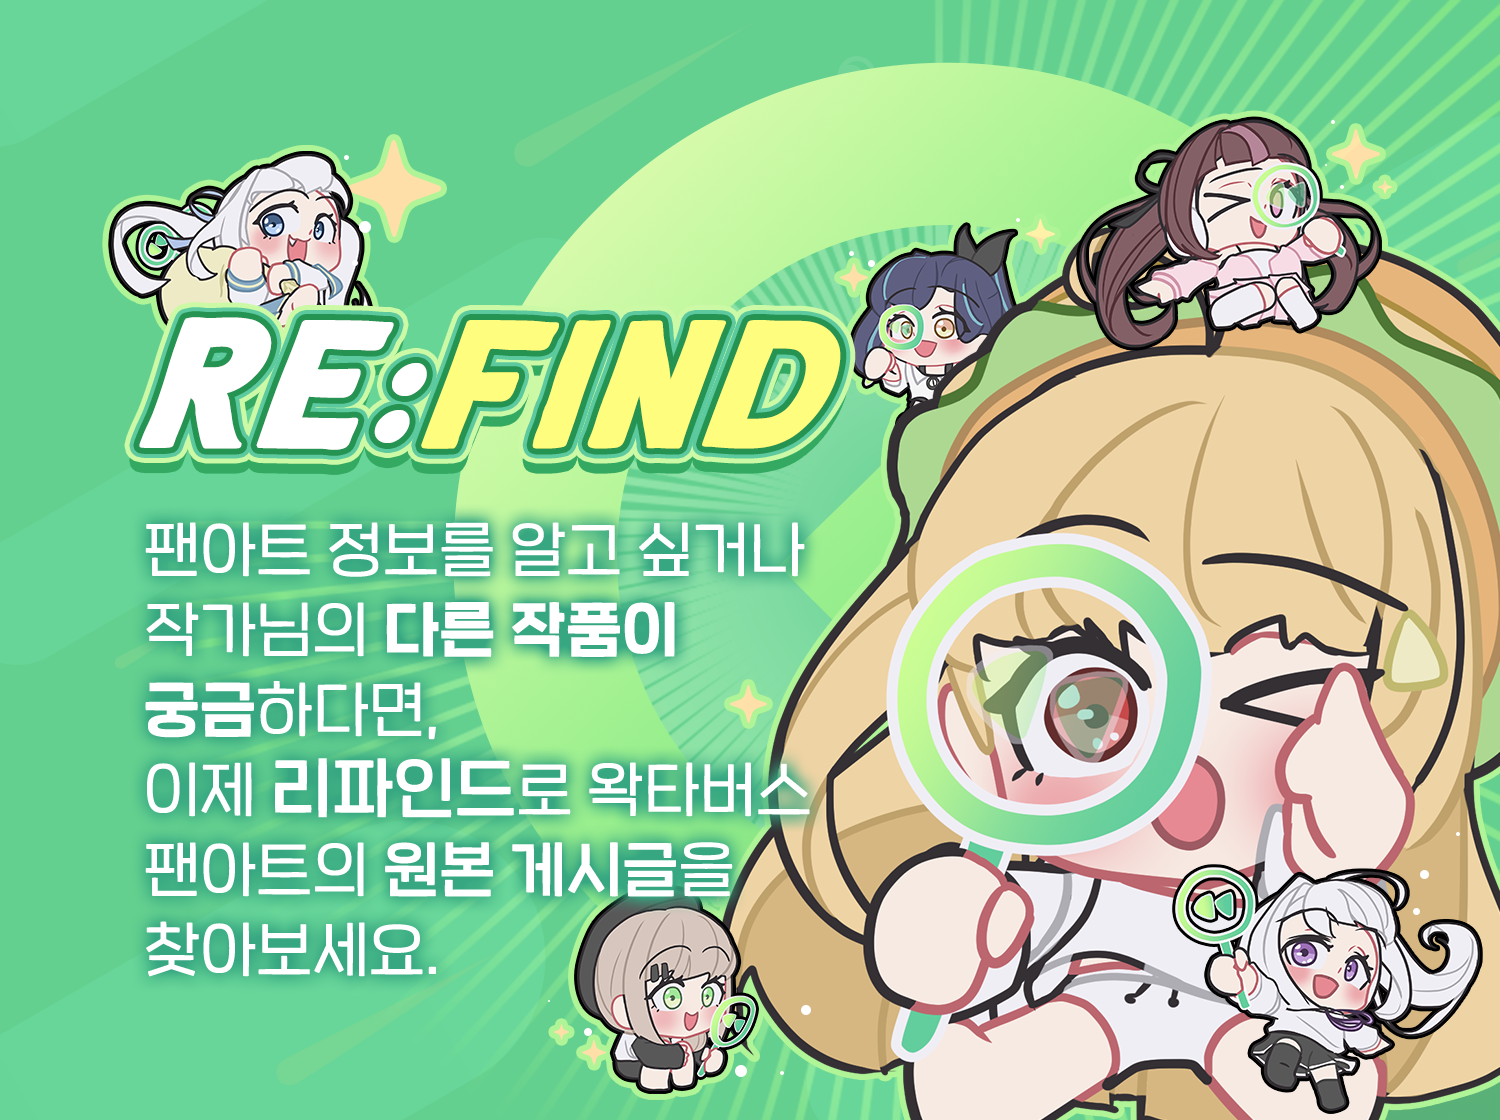 RE:FIND
팬아트 정보를 알고 싶거나
작가님의 다른 작품이
궁금하다면,
이제 리파인드로 왁타버스
팬아트의 원본 게시글을
찾아보세요.